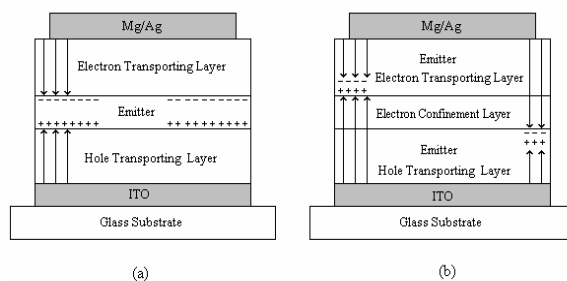 Mg/Ag
Electron Transporting Layer
Emitter
Hole Transporting Layer
ITO
Glass Substrate
(a)
Mg/Ag
Emitter
Electron Transporting Layer
Electron Confinement Layer
Emitter
Hole Transporting Layer
ITO
Glass Substrate
(b)